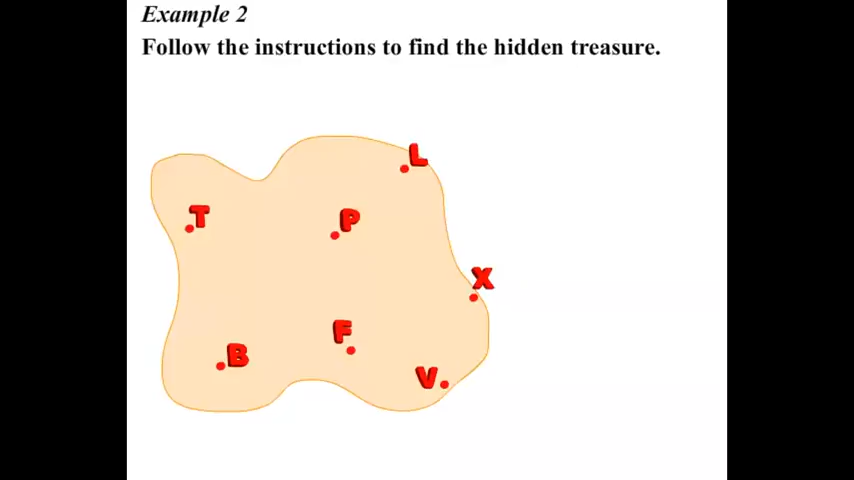 Example 2
Follow the instructions to find the hidden treasure.
L
T
P
X
F
B
V